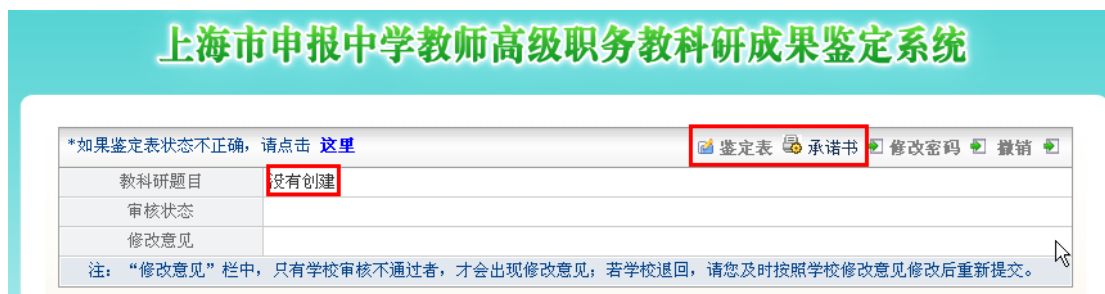 上海市申报中学教师高级职务教科研成果鉴定系统
*如果鉴定表状态不正确，请点击 这里 鉴定表 承诺书 修改密码 撤销
教科研题目 没有创建
审核状态
修改意见
注：“修改意见”栏中，只有学校审核不通过者，才会出现修改意见；若学校退回，请您及时按照学校修改意见修改后重新提交。